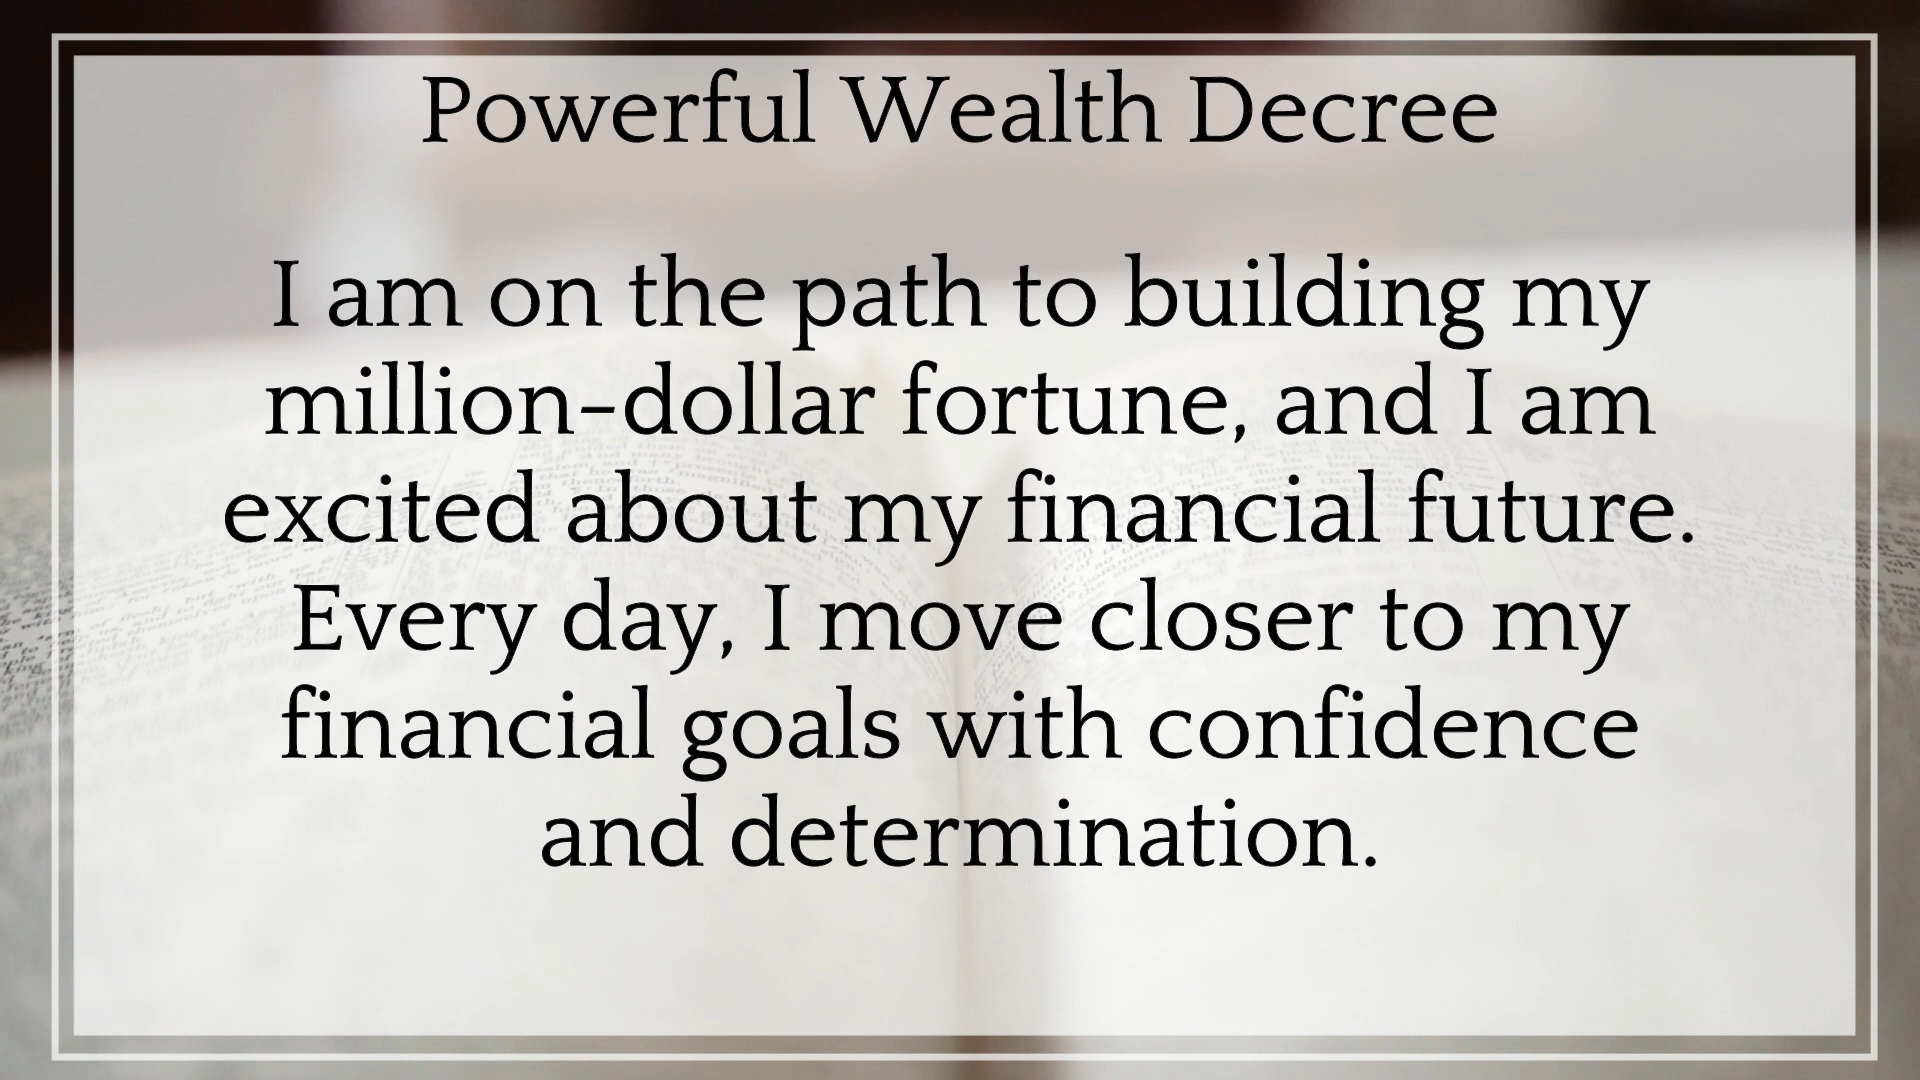 Powerful Wealth Decree
I am on the path to building my
million-dollar fortune, and I am
excited about my financial future.
Every day, I move closer to my
financial goals with confidence
and determination.